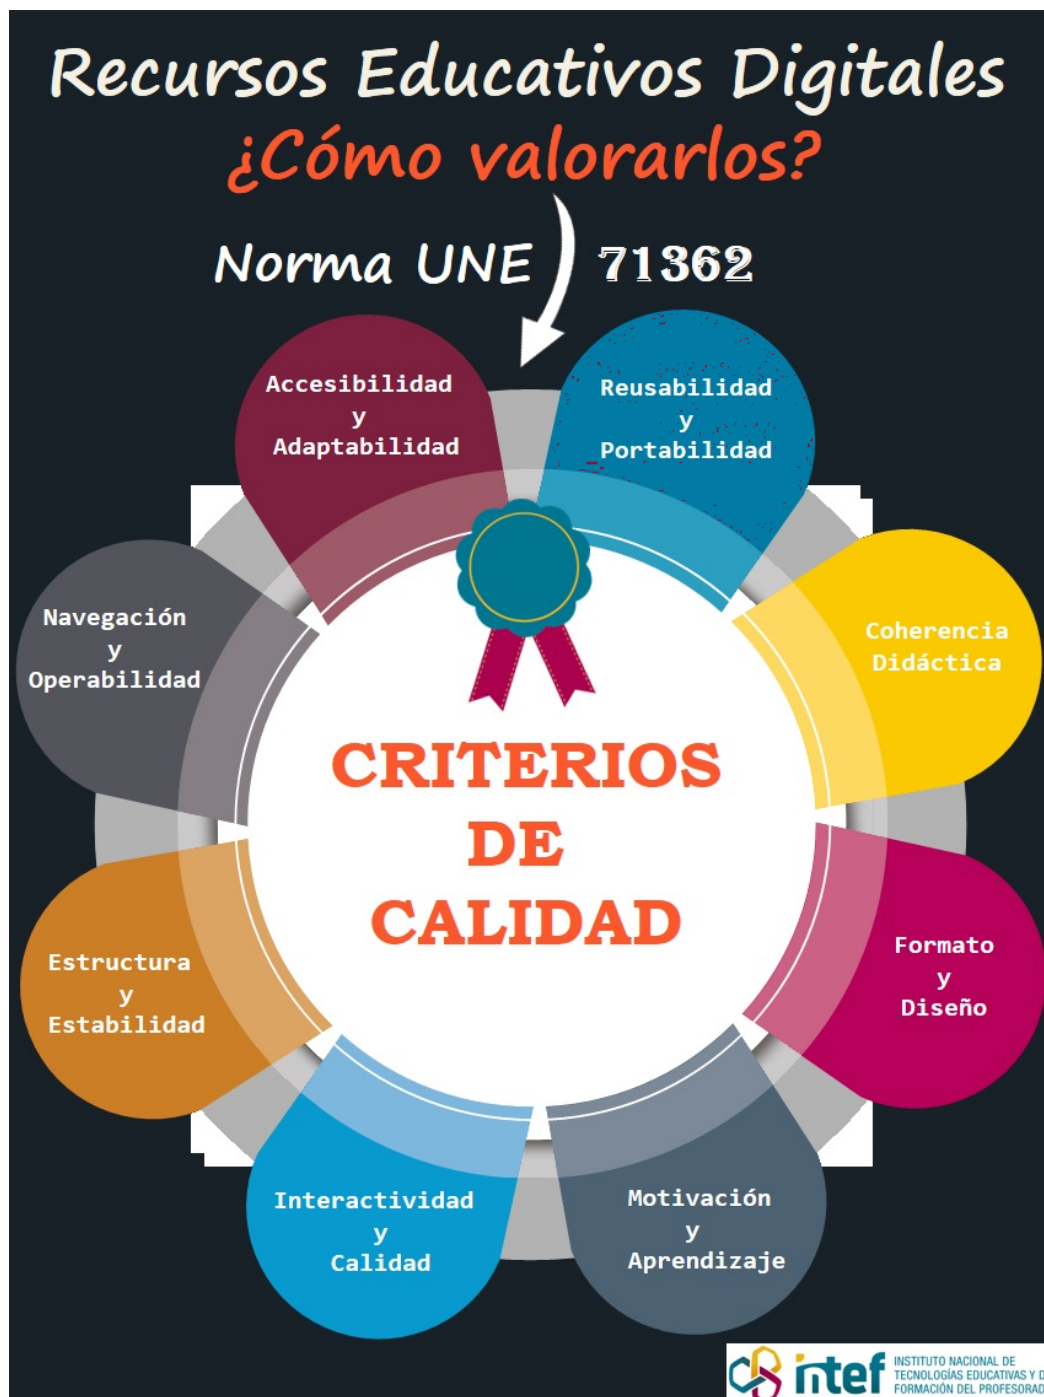 Recursos Educativos Digitales
¿Cómo valorarlos?
Norma UNE 71362
Accesibilidad
y
Adaptabilidad
Reusabilidad
y
Portabilidad
Coherencia
Didáctica
Formato
y
Diseño
Motivación
y
Aprendizaje
Interactividad
y
Calidad
Estructura
y
Estabilidad
Navegación
y
Operabilidad
CRITERIOS
DE
CALIDAD
intef
INSTITUTO NACIONAL DE
TECNOLOGÍAS EDUCATIVAS Y D
FORMACIÓN DEL PROFESORAD